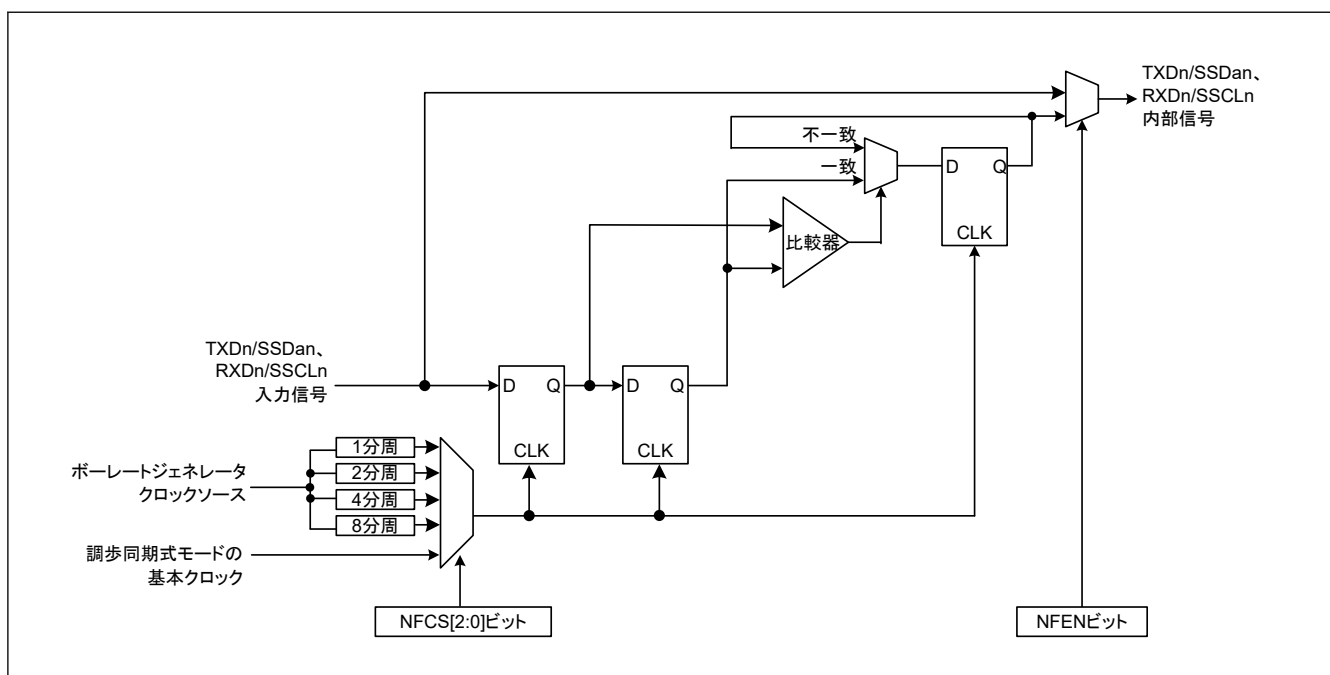 TXDn/SSDan、
RXDn/SSCLn
内部信号
不一致
一致
D
Q
CLK
比較器
TXDn/SSDan、
RXDn/SSCLn
入力信号
D
Q
CLK
D
Q
CLK
1分周
2分周
4分周
8分周
ボーレートジェネレータ
クロックソース
調歩同期式モードの
基本クロック
NFCS[2:0]ビット
NFENビット